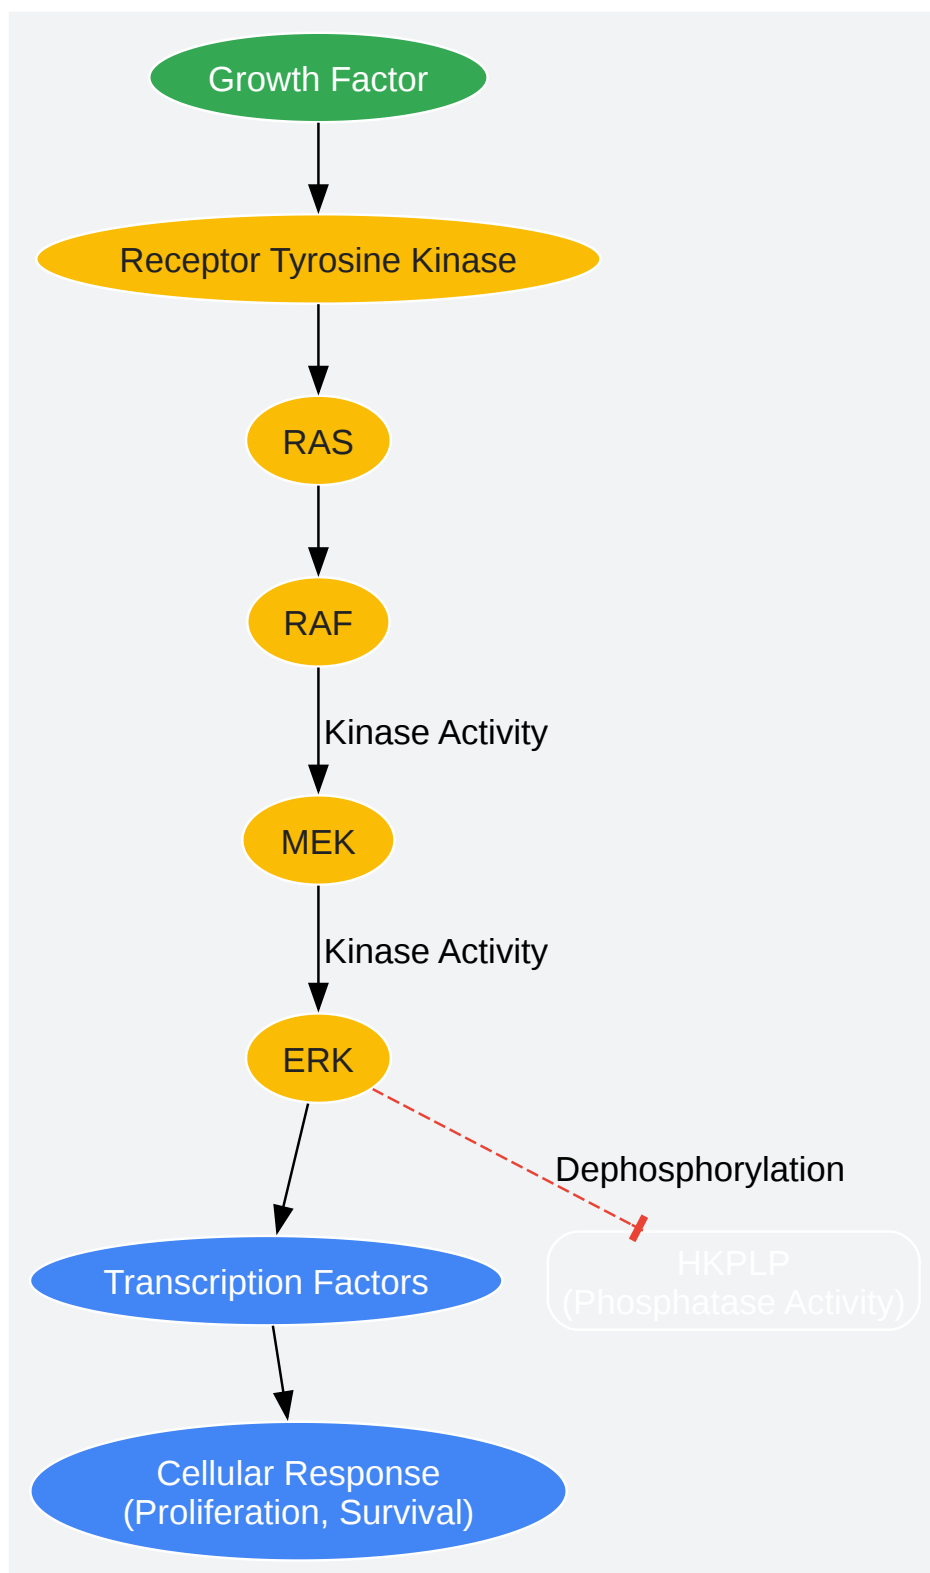 Growth Factor
Receptor Tyrosine Kinase
RAS
RAF
Kinase Activity
MEK
Kinase Activity
ERK
Dephosphorylation
HKPLP
(Phosphatase Activity)
Transcription Factors
Cellular Response
(Proliferation, Survival)